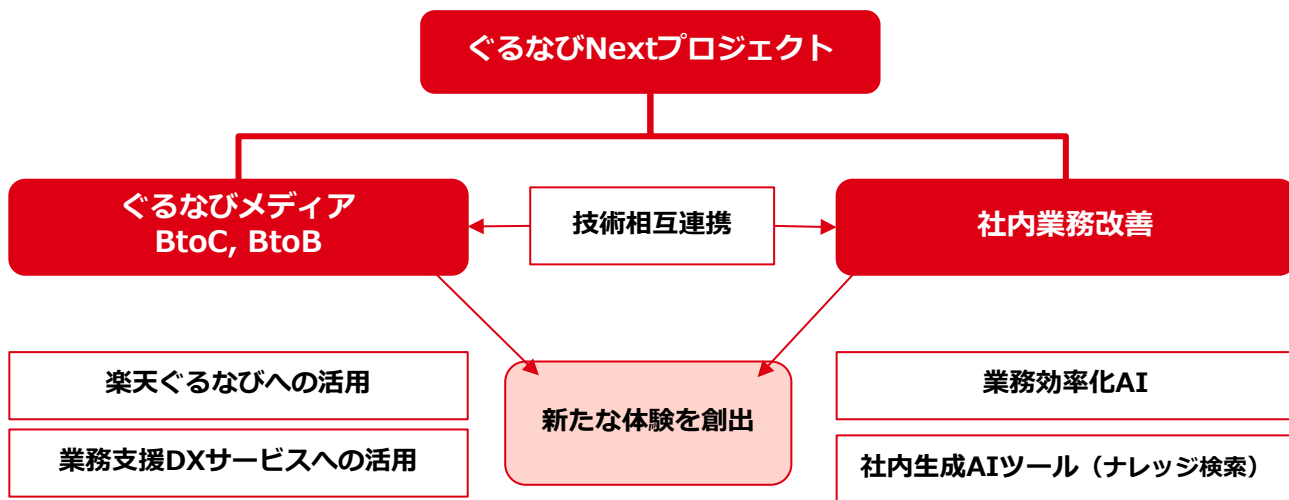 ぐるなびNextプロジェクト
ぐるなびメディア
BtoC, BtoB
技術相互連携
社内業務改善
楽天ぐるなびへの活用
業務支援DXサービスへの活用
新たな体験を創出
業務効率化AI
社内生成AIツール（ナレッジ検索）